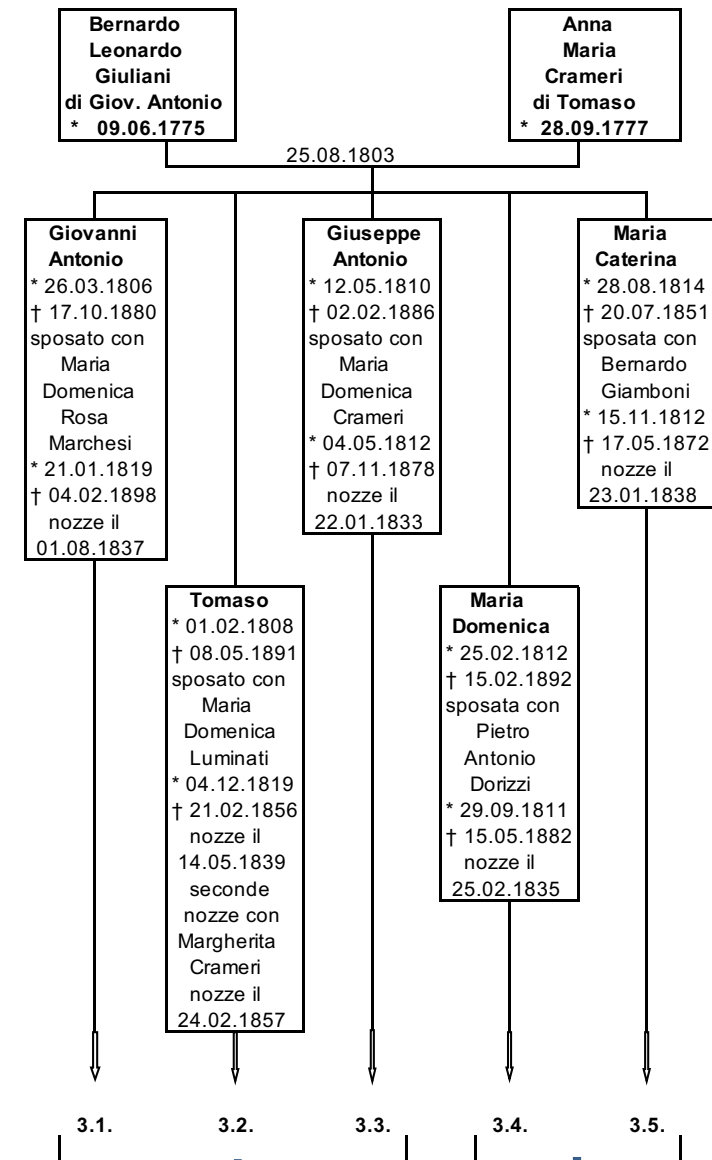 Bernardo
Leonardo
Giuliani
di Giov. Antonio
* 09.06.1775
Anna
Maria
Crameri
di Tomaso
* 28.09.1777
25.08.1803
Giovanni
Antonio
* 26.03.1806
† 17.10.1880
sposato con
Maria
Domenica
Rosa
Marchesi
* 21.01.1819
† 04.02.1898
nozze il
01.08.1837
Giuseppe
Antonio
* 12.05.1810
† 02.02.1886
sposato con
Maria
Domenica
Crameri
* 04.05.1812
† 07.11.1878
nozze il
22.01.1833
Maria
Caterina
* 28.08.1814
† 20.07.1851
sposata con
Bernardo
Giamboni
* 15.11.1812
† 17.05.1872
nozze il
23.01.1838
Tomaso
* 01.02.1808
† 08.05.1891
sposato con
Maria
Domenica
Luminati
* 04.12.1819
† 21.02.1856
nozze il
14.05.1839
seconde
nozze con
Margherita
Crameri
nozze il
24.02.1857
Maria
Domenica
* 25.02.1812
† 15.02.1892
sposata con
Pietro
Antonio
Dorizzi
* 29.09.1811
† 15.05.1882
nozze il
25.02.1835
3.1. 3.2. 3.3. 3.4. 3.5.